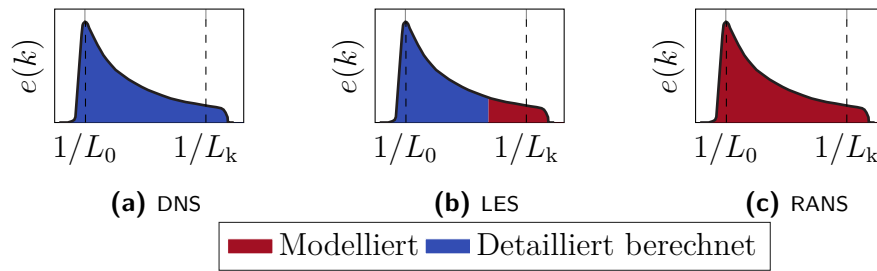 e(k) e(k) e(k)
1/L₀ 1/Lₖ 1/L₀ 1/Lₖ 1/L₀ 1/Lₖ
(a) DNS (b) LES (c) RANS
Modelliert Detailliert berechnet